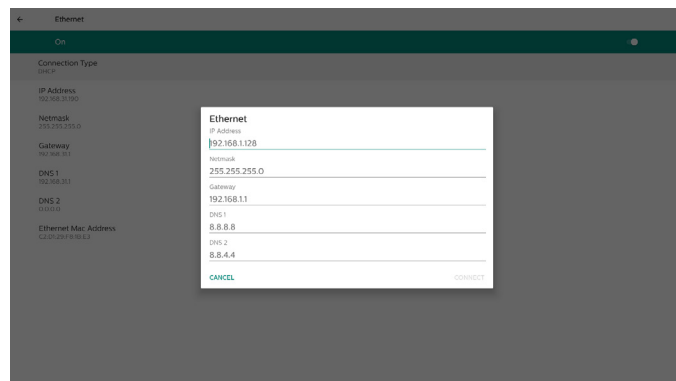 Ethernet
On
Connection Type
DHCP
IP Address
192.168.31.190
Netmask
255.255.255.0
Gateway
192.168.31.1
DNS 1
192.168.31.1
DNS 2
0.0.0.0
Ethernet Mac Address
Ethernet
IP Address
192.168.1.128
Netmask
255.255.255.0
Gateway
192.168.1.1
DNS 1
8.8.8.8
DNS 2
8.8.4.4
CANCEL
CONNECT